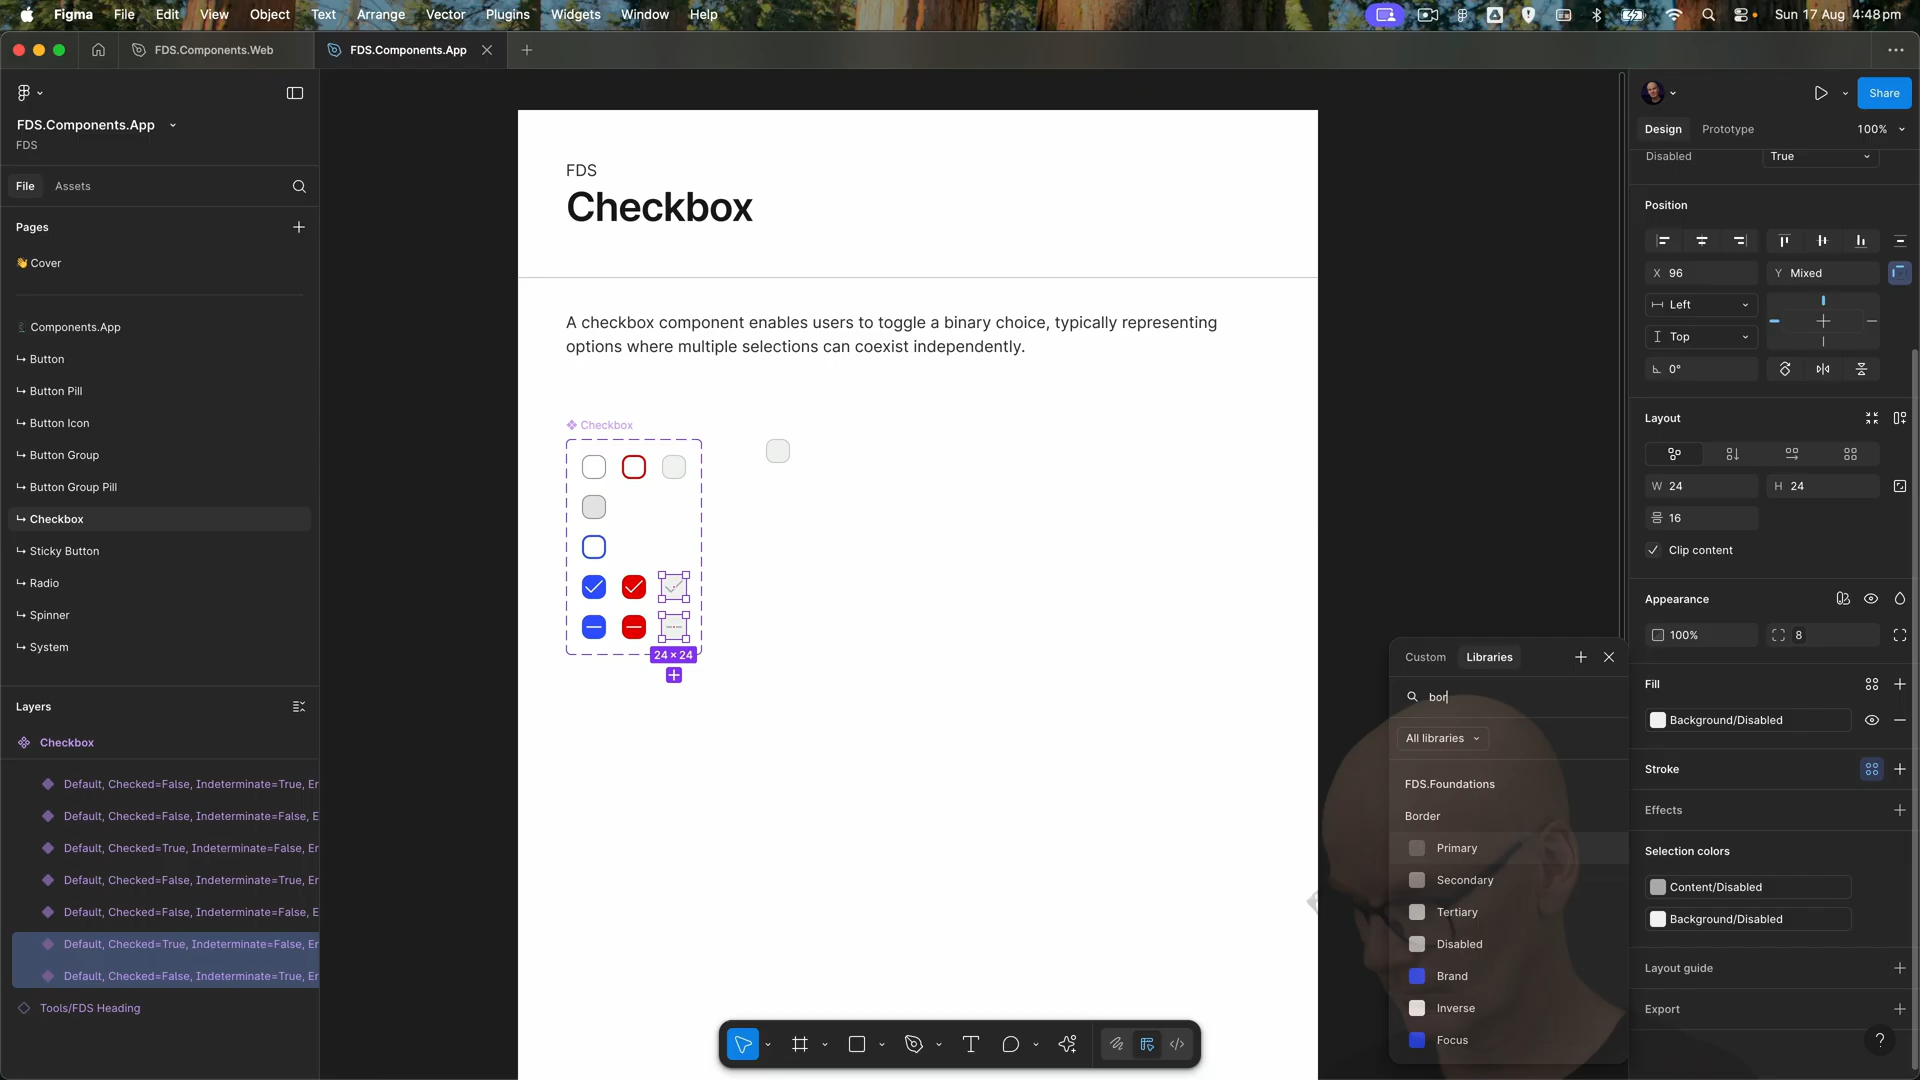 Figma File Edit View Object Text Arrange Vector Plugins Widgets Window Help
Sun 17 Aug 4:48 pm
FDS.Components.Web
FDS.Components.App
FDS.Components.App
FDS
File Assets
Pages
👋 Cover
Components.App
↳ Button
↳ Button Pill
↳ Button Icon
↳ Button Group
↳ Button Group Pill
↳ Checkbox
↳ Sticky Button
↳ Radio
↳ Spinner
↳ System
Layers
Checkbox
Default, Checked=False, Indeterminate=True, Er
Default, Checked=False, Indeterminate=False, E
Default, Checked=True, Indeterminate=False, Er
Default, Checked=False, Indeterminate=True, Er
Default, Checked=False, Indeterminate=False, E
Default, Checked=True, Indeterminate=False, Er
Default, Checked=False, Indeterminate=True, Er
Tools/FDS Heading
FDS
Checkbox
A checkbox component enables users to toggle a binary choice, typically representing
options where multiple selections can coexist independently.
Checkbox
24 × 24
Custom Libraries
bor
All libraries
FDS.Foundations
Border
Primary
Secondary
Tertiary
Disabled
Brand
Inverse
Focus
Share
Design Prototype 100%
Disabled True
Position
X 96 Y Mixed
Left
Top
0°
Layout
W 24 H 24
16
Clip content
Appearance
100% 8
Fill
Background/Disabled
Stroke
Effects
Selection colors
Content/Disabled
Background/Disabled
Layout guide
Export
?